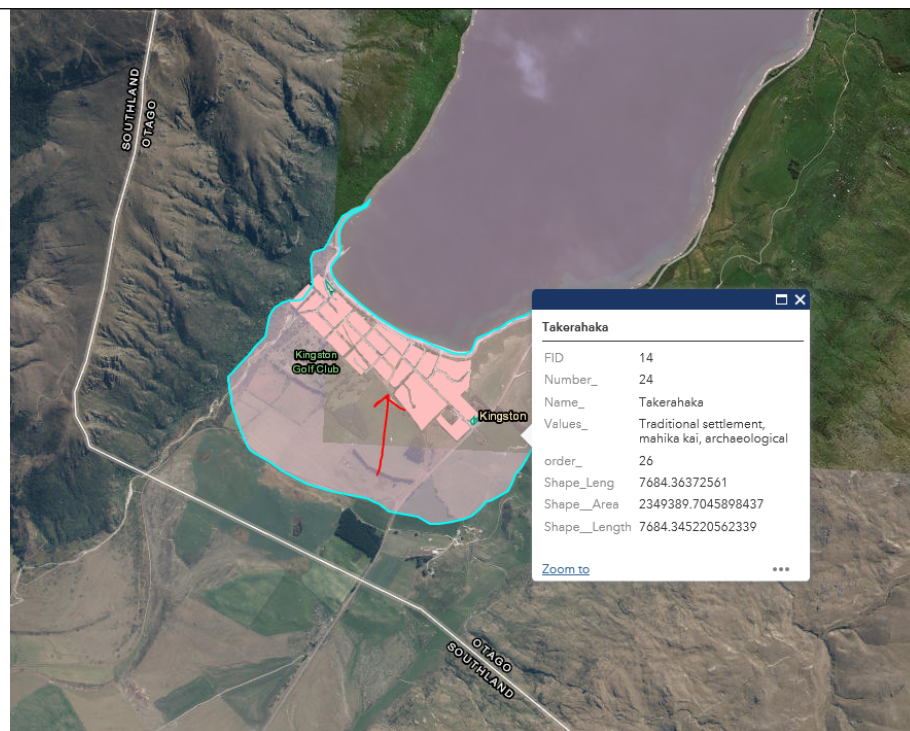 SOUTHLAND
OTAGO
Kingston
Golf Club
Kingston
Takerahaka
FID 14
Number_ 24
Name_ Takerahaka
Values_ Traditional settlement,
mahika kai, archaeological
order_ 26
Shape_Leng 7684.36372561
Shape__Area 2349389.7045898437
Shape__Length 7684.345220562339
Zoom to
OTAGO
SOUTHLAND